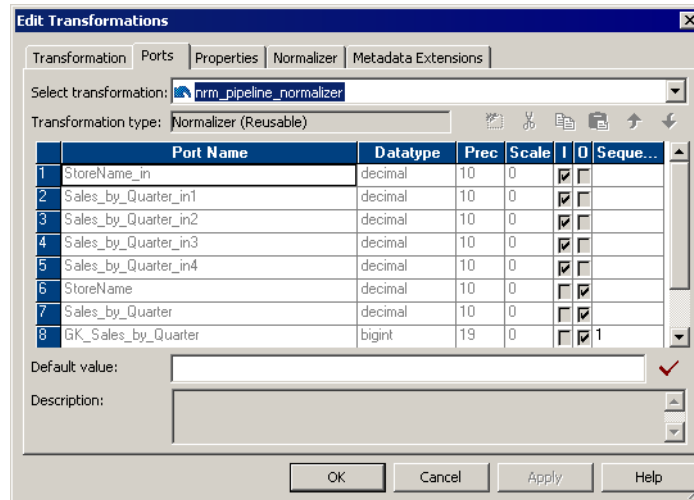 Edit Transformations
Transformation Ports Properties Normalizer Metadata Extensions
Select transformation: nrm_pipeline_normalizer
Transformation type: Normalizer (Reusable)
Port Name Datatype Prec Scale I O Seque...
1 StoreName_in decimal 10 0
2 Sales_by_Quarter_in1 decimal 10 0
3 Sales_by_Quarter_in2 decimal 10 0
4 Sales_by_Quarter_in3 decimal 10 0
5 Sales_by_Quarter_in4 decimal 10 0
6 StoreName decimal 10 0
7 Sales_by_Quarter decimal 10 0
8 GK_Sales_by_Quarter bigint 19 0 1
Default value:
Description:
OK Cancel Apply Help